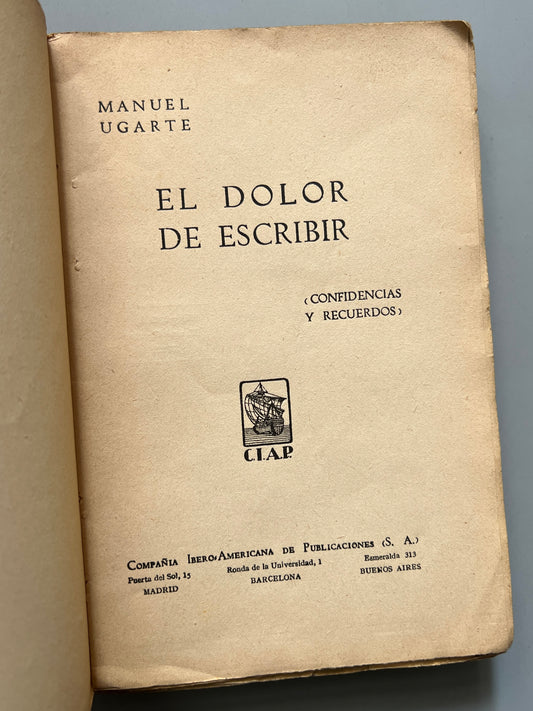 MANUEL
UGARTE
EL DOLOR
DE ESCRIBIR
(CONFIDENCIAS
Y RECUERDOS)
C.I.A.P.
COMPAÑIA IBERO-AMERICANA DE PUBLICACIONES (S. A.)
Puerta del Sol, 15 Ronda de la Universidad, 1 Esmeralda 313
MADRID BARCELONA BUENOS AIRES